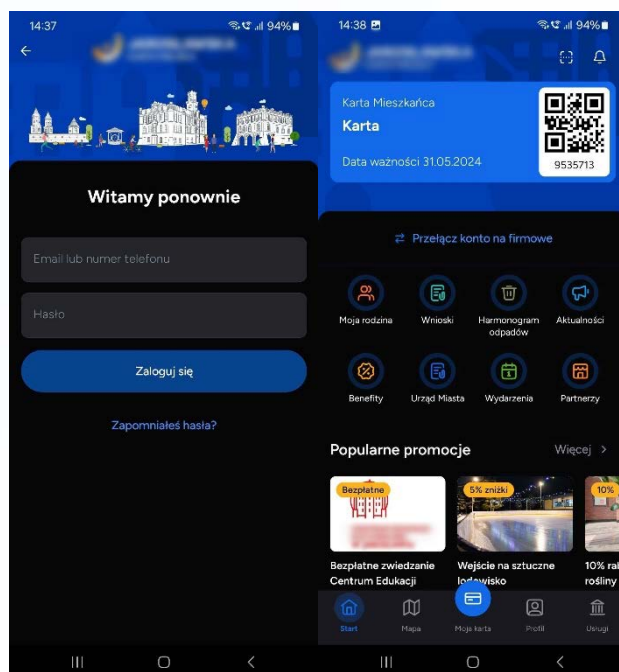 14:37
94%
Witamy ponownie
Email lub numer telefonu
Hasło
Zaloguj się
Zapomniałeś hasła?
14:38
94%
Karta Mieszkańca
Karta
Data ważności 31.05.2024
9535713
Przełącz konto na firmowe
Moja rodzina
Wnioski
Harmonogram
odpadów
Aktualności
Benefity
Urząd Miasta
Wydarzenia
Partnerzy
Popularne promocje
Więcej >
Bezpłatne
5% zniżki
10%
Bezpłatne zwiedzanie
Centrum Edukacji
Wejście na sztuczne
lodowisko
10% ra
rośliny
Start
Mapa
Moja karta
Profil
Usługi